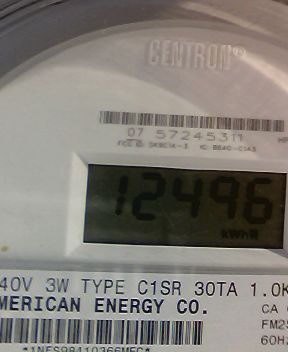 CENTRON®
07 57245311
12496
kWh
40V 3W TYPE C1SR 30TA 1.0K
MERICAN ENERGY CO.
CA
FM2S
60H